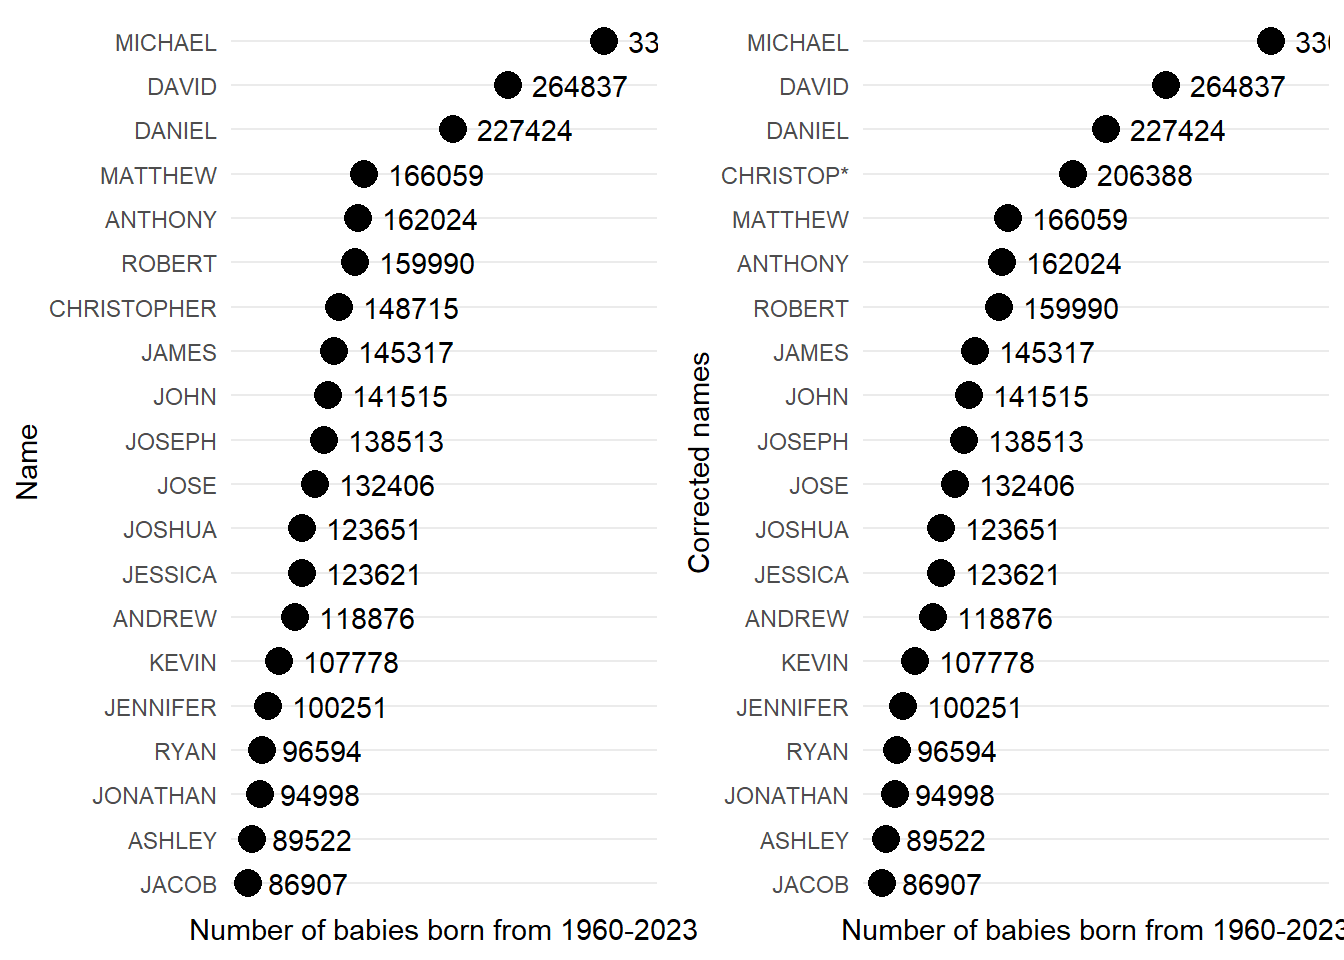 Name
MICHAEL 33
DAVID 264837
DANIEL 227424
MATTHEW 166059
ANTHONY 162024
ROBERT 159990
CHRISTOPHER 148715
JAMES 145317
JOHN 141515
JOSEPH 138513
JOSE 132406
JOSHUA 123651
JESSICA 123621
ANDREW 118876
KEVIN 107778
JENNIFER 100251
RYAN 96594
JONATHAN 94998
ASHLEY 89522
JACOB 86907
Number of babies born from 1960-2023
Corrected names
MICHAEL 33
DAVID 264837
DANIEL 227424
CHRISTOP* 206388
MATTHEW 166059
ANTHONY 162024
ROBERT 159990
JAMES 145317
JOHN 141515
JOSEPH 138513
JOSE 132406
JOSHUA 123651
JESSICA 123621
ANDREW 118876
KEVIN 107778
JENNIFER 100251
RYAN 96594
JONATHAN 94998
ASHLEY 89522
JACOB 86907
Number of babies born from 1960-2023